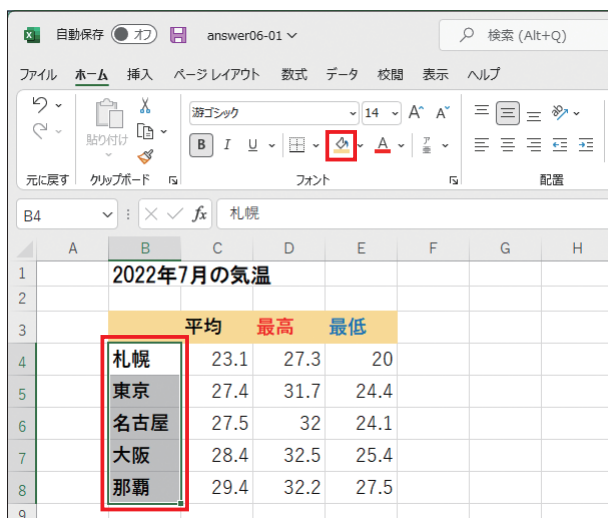 自動保存 オフ answer06-01 検索 (Alt+Q)
ファイル ホーム 挿入 ページ レイアウト 数式 データ 校閲 表示 ヘルプ
貼り付け 游ゴシック 14 A A
B I U A ア亜
元に戻す クリップボード フォント 配置
B4 fx 札幌
A B C D E F G H
1 2022年7月の気温
2
3 平均 最高 最低
4 札幌 23.1 27.3 20
5 東京 27.4 31.7 24.4
6 名古屋 27.5 32 24.1
7 大阪 28.4 32.5 25.4
8 那覇 29.4 32.2 27.5
9